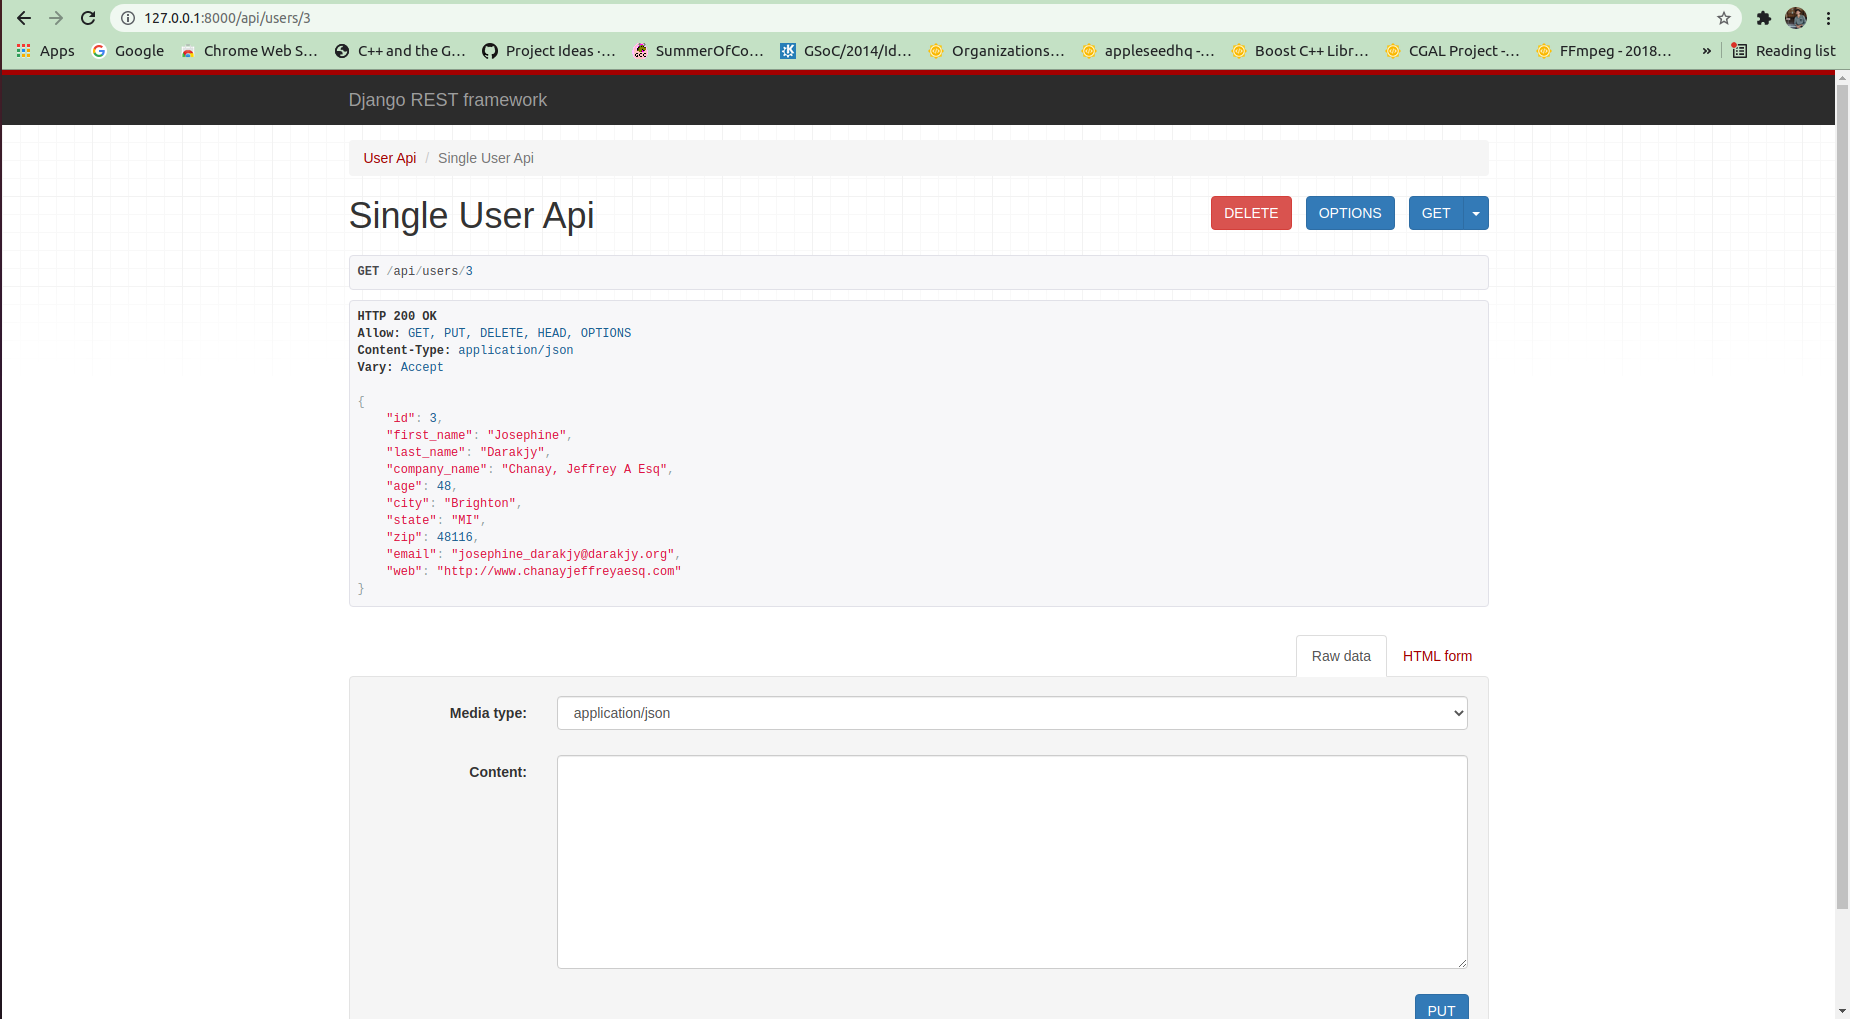 127.0.0.1:8000/api/users/3
Apps Google Chrome Web S... C++ and the G... Project Ideas ·... SummerOfCo... GSoC/2014/Id... Organizations... appleseedhq -... Boost C++ Libr... CGAL Project -... FFmpeg - 2018... » Reading list
Django REST framework
User Api / Single User Api
Single User Api
DELETE OPTIONS GET
GET /api/users/3
HTTP 200 OK
Allow: GET, PUT, DELETE, HEAD, OPTIONS
Content-Type: application/json
Vary: Accept
{
"id": 3,
"first_name": "Josephine",
"last_name": "Darakjy",
"company_name": "Chanay, Jeffrey A Esq",
"age": 48,
"city": "Brighton",
"state": "MI",
"zip": 48116,
"email": "josephine_darakjy@darakjy.org",
"web": "http://www.chanayjeffreyaesq.com"
}
Raw data HTML form
Media type: application/json
Content:
PUT